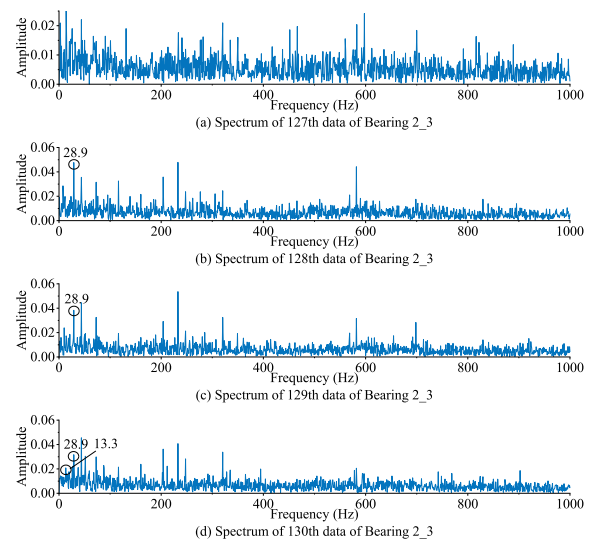 0.02
0.01
0.00
Amplitude
0 200 400 600 800 1000
Frequency (Hz)
(a) Spectrum of 127th data of Bearing 2_3
0.06
0.04
0.02
0.00
Amplitude
28.9
0 200 400 600 800 1000
Frequency (Hz)
(b) Spectrum of 128th data of Bearing 2_3
0.06
0.04
0.02
0.00
Amplitude
28.9
0 200 400 600 800 1000
Frequency (Hz)
(c) Spectrum of 129th data of Bearing 2_3
0.06
0.04
0.02
0.00
Amplitude
28.9 13.3
0 200 400 600 800 1000
Frequency (Hz)
(d) Spectrum of 130th data of Bearing 2_3